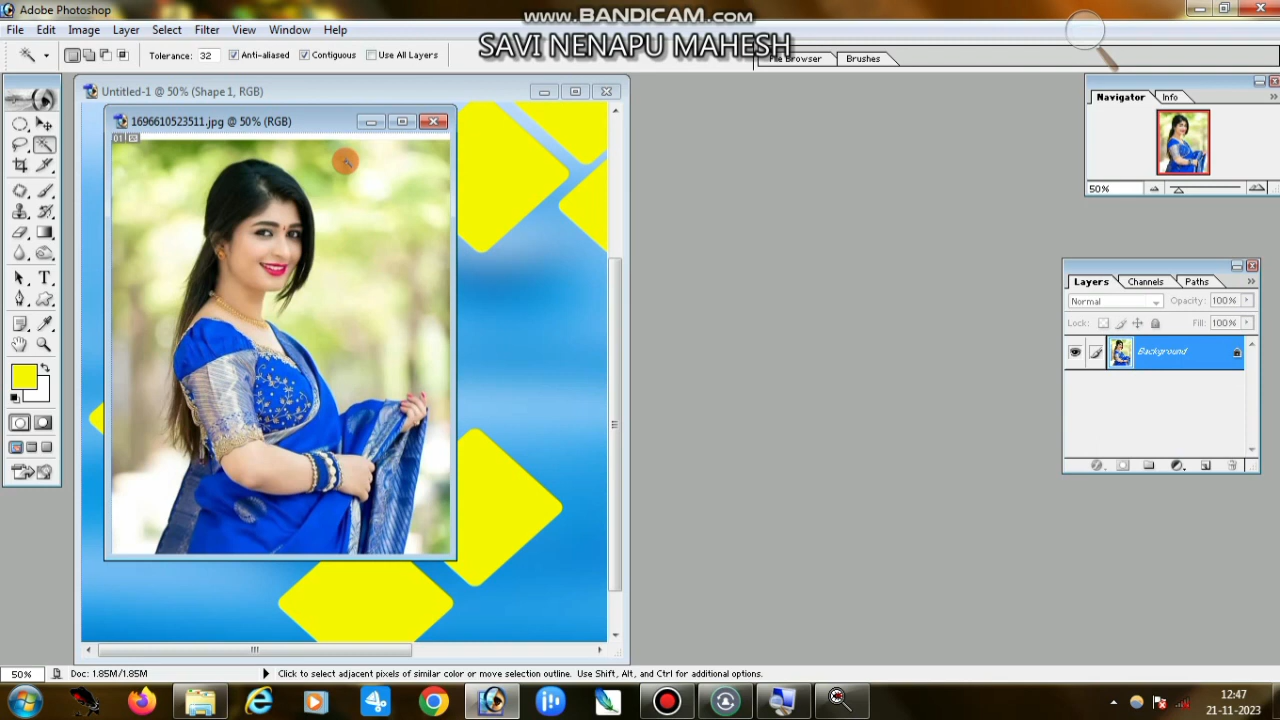 Adobe Photoshop
www.BANDICAM.com
File Edit Image Layer Select Filter View Window Help
SAVI NENAPU MAHESH
Tolerance: 32 Anti-aliased Contiguous Use All Layers
File Browser Brushes
Untitled-1 @ 50% (Shape 1, RGB)
1696610523511.jpg @ 50% (RGB)
01
Navigator Info
50%
Layers Channels Paths
Normal Opacity: 100%
Lock: Fill: 100%
Background
50% Doc: 1.85M/1.85M Click to select adjacent pixels of similar color or move selection outline. Use Shift, Alt, and Ctrl for additional options.
12:47
21-11-2023